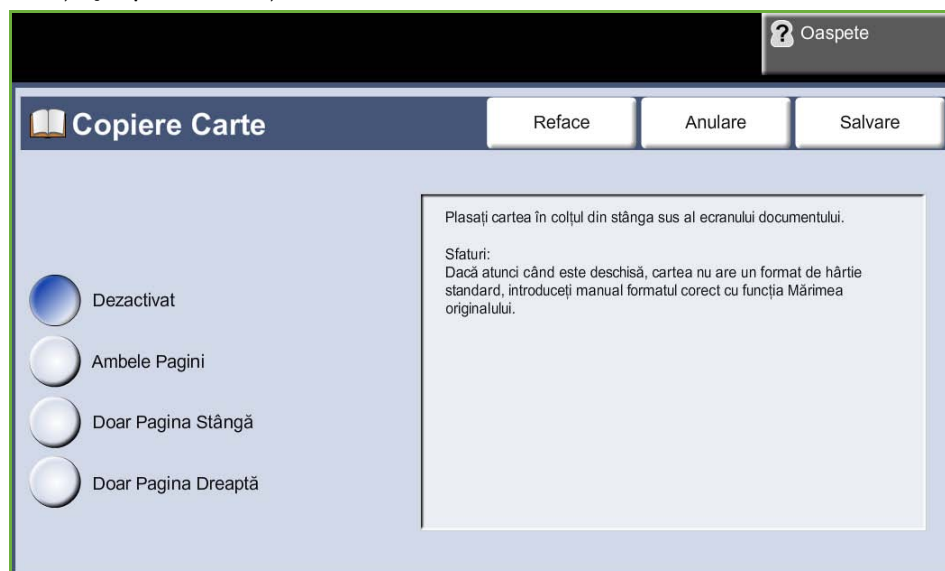 Oaspete
Copiere Carte
Reface
Anulare
Salvare
Plasați cartea în colțul din stânga sus al ecranului documentului.
Sfaturi:
Dacă atunci când este deschisă, cartea nu are un format de hârtie
standard, introduceți manual formatul corect cu funcția Mărimea
originalului.
Dezactivat
Ambele Pagini
Doar Pagina Stângă
Doar Pagina Dreaptă